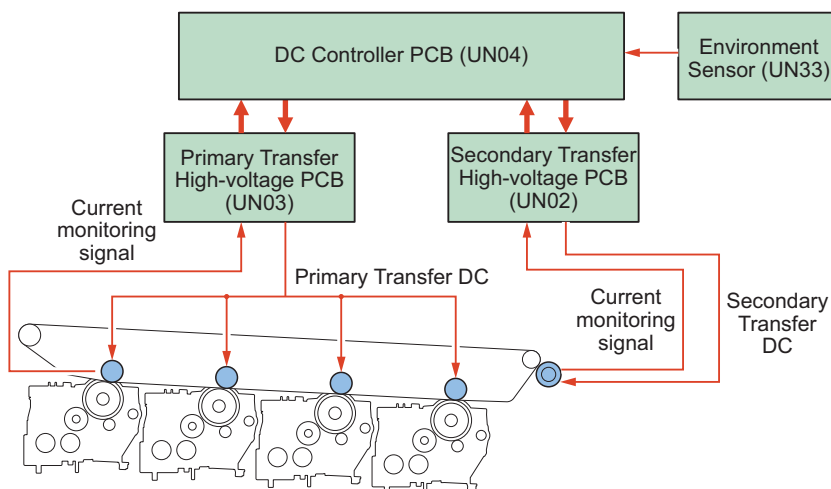 DC Controller PCB (UN04)
Environment
Sensor (UN33)
Primary Transfer
High-voltage PCB
(UN03)
Secondary Transfer
High-voltage PCB
(UN02)
Current
monitoring
signal
Primary Transfer DC
Current
monitoring
signal
Secondary
Transfer
DC